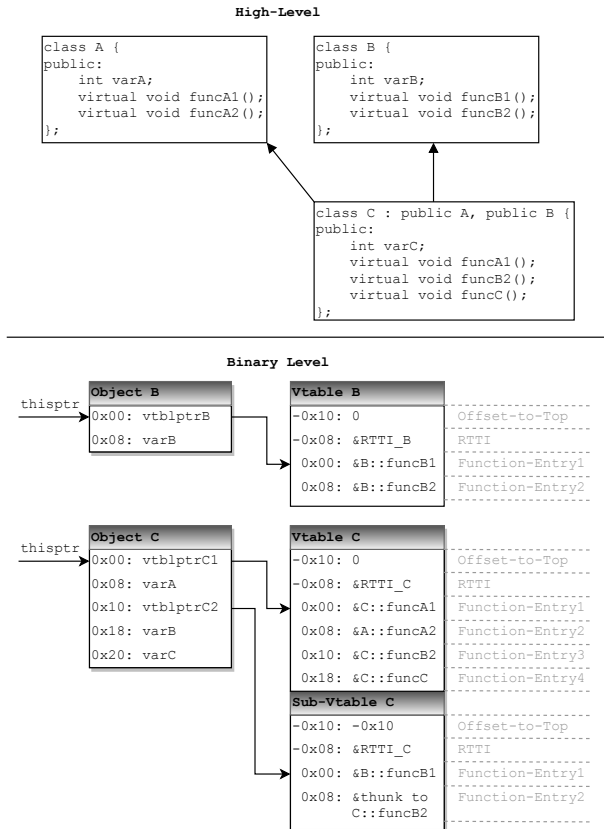 High-Level
class A {
public:
    int varA;
    virtual void funcA1();
    virtual void funcA2();
};
class B {
public:
    int varB;
    virtual void funcB1();
    virtual void funcB2();
};
class C : public A, public B {
public:
    int varC;
    virtual void funcA1();
    virtual void funcB2();
    virtual void funcC();
};
Binary Level
thisptr
Object B
0x00: vtblptrB
0x08: varB
Vtable B
-0x10: 0 Offset-to-Top
-0x08: &RTTI_B RTTI
0x00: &B::funcB1 Function-Entry1
0x08: &B::funcB2 Function-Entry2
thisptr
Object C
0x00: vtblptrC1
0x08: varA
0x10: vtblptrC2
0x18: varB
0x20: varC
Vtable C
-0x10: 0 Offset-to-Top
-0x08: &RTTI_C RTTI
0x00: &C::funcA1 Function-Entry1
0x08: &A::funcA2 Function-Entry2
0x10: &C::funcB2 Function-Entry3
0x18: &C::funcC Function-Entry4
Sub-Vtable C
-0x10: -0x10 Offset-to-Top
-0x08: &RTTI_C RTTI
0x00: &B::funcB1 Function-Entry1
0x08: &thunk to Function-Entry2
C::funcB2